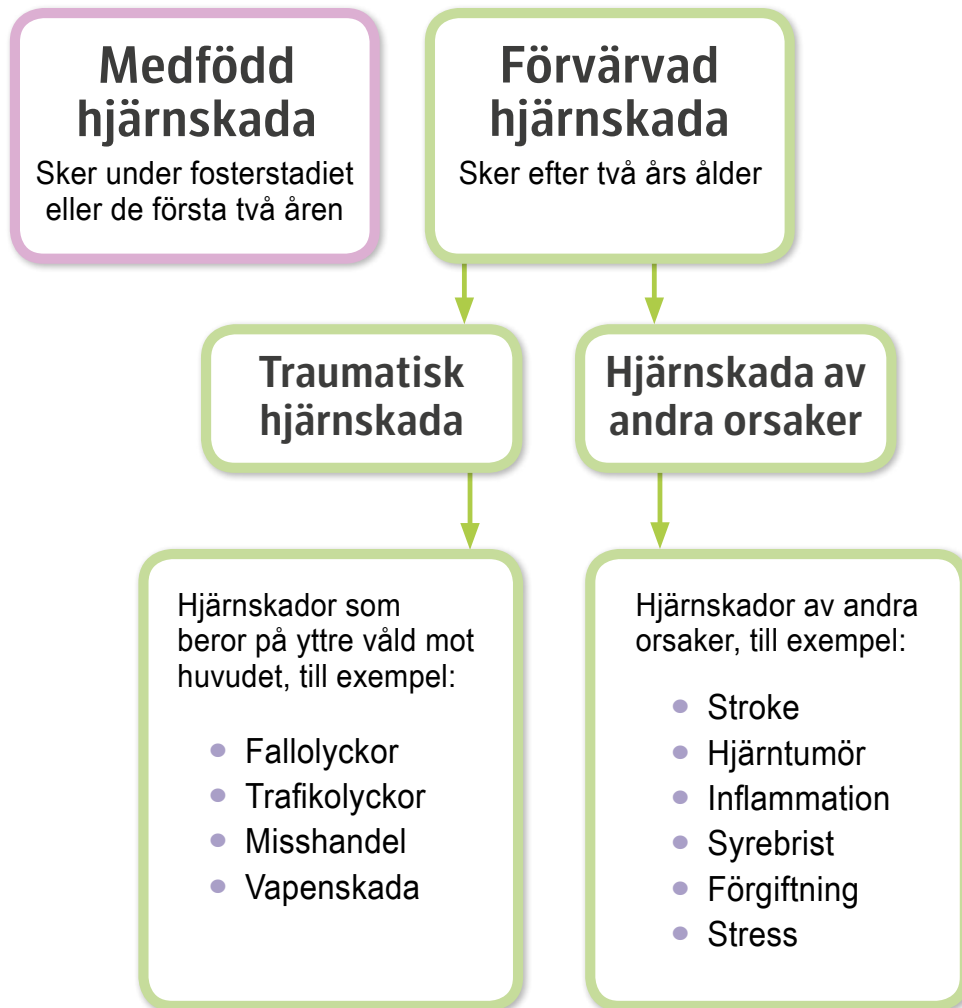 Medfödd
hjärnskada
Sker under fosterstadiet
eller de första två åren
Förvärvad
hjärnskada
Sker efter två års ålder
Traumatisk
hjärnskada
Hjärnskada av
andra orsaker
Hjärnskador som
beror på yttre våld mot
huvudet, till exempel:
• Fallolyckor
• Trafikolyckor
• Misshandel
• Vapenskada
Hjärnskador av andra
orsaker, till exempel:
• Stroke
• Hjärntumör
• Inflammation
• Syrebrist
• Förgiftning
• Stress